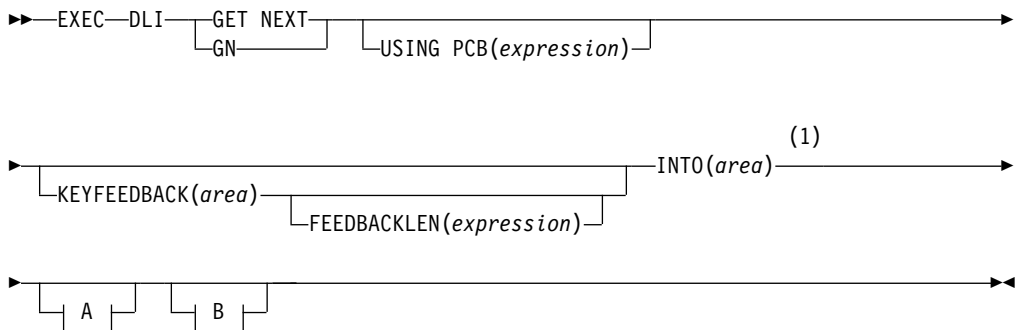 EXEC DLI GET NEXT
GN USING PCB(expression)
(1)
INTO(area)
KEYFEEDBACK(area)
FEEDBACKLEN(expression)
A B